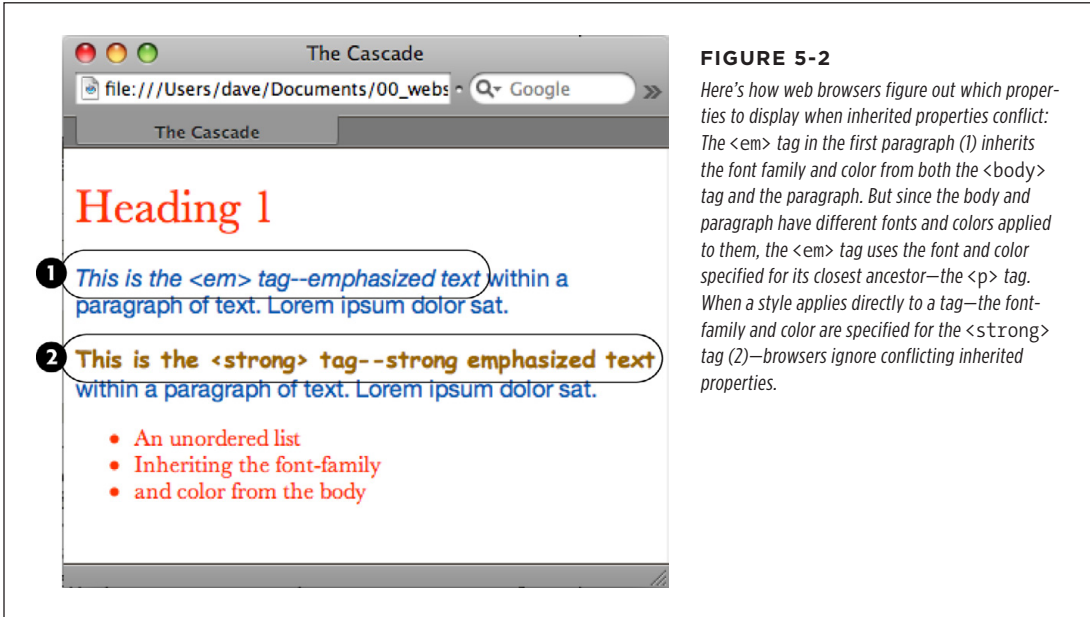 The Cascade
file:///Users/dave/Documents/00_webs
Google
The Cascade
Heading 1
1
This is the <em> tag--emphasized text within a
paragraph of text. Lorem ipsum dolor sat.
2
This is the <strong> tag--strong emphasized text
within a paragraph of text. Lorem ipsum dolor sat.
• An unordered list
• Inheriting the font-family
• and color from the body
FIGURE 5-2
Here's how web browsers figure out which proper-
ties to display when inherited properties conflict:
The <em> tag in the first paragraph (1) inherits
the font family and color from both the <body>
tag and the paragraph. But since the body and
paragraph have different fonts and colors applied
to them, the <em> tag uses the font and color
specified for its closest ancestor—the <p> tag.
When a style applies directly to a tag—the font-
family and color are specified for the <strong>
tag (2)—browsers ignore conflicting inherited
properties.